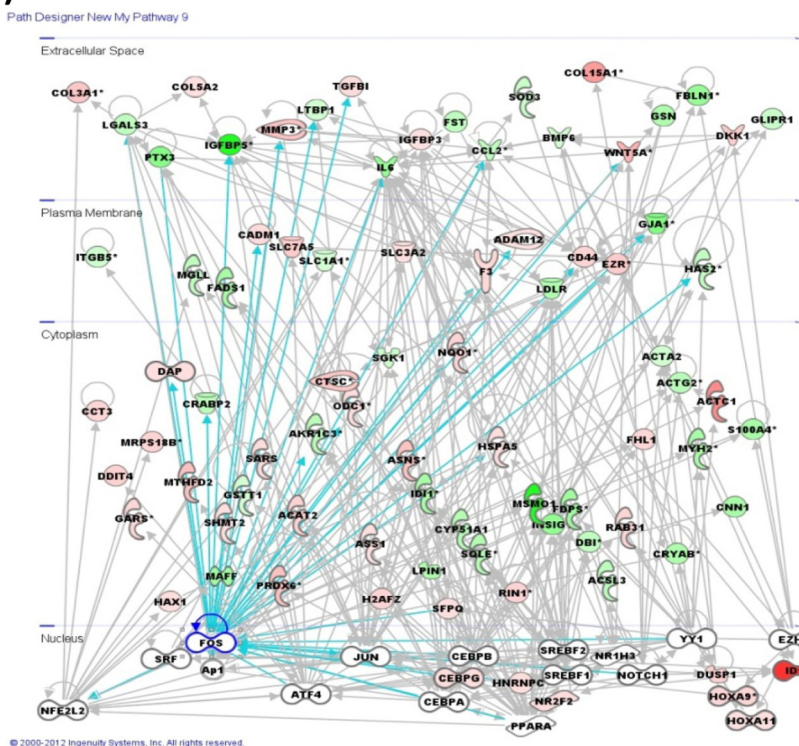 Path Designer New My Pathway 9
Extracellular Space
COL3A1*
COL5A2
TGFBI
COL15A1*
LGALS3
LTBP1
SOD3
FBLN1*
PTX3
IGFBP5*
MMP3*
IGFBP3
FST
GSN
GLIPR1
IL6
CCL2*
BMP6
WNT5A*
DKK1
Plasma Membrane
ITGB5*
CADM1
SLC7A5
SLC1A1*
SLC3A2
ADAM12
GJA1*
MGLL
FADS1
F3
CD44
EZR*
HAS2*
LDLR
Cytoplasm
DAP
SGK1
NQO1*
ACTA2
CTSC*
ACTG2*
CCT3
CRABP2
ODC1*
ACTC1
MRPS18B*
AKR1C3*
HSPA5
FHL1
S100A4*
DDIT4
MTHFD2
SARS
ASNS*
MYH2*
GSTT1
IDI1*
MSMO1
FDPS*
GARS*
SHMT2
ACAT2
ASS1
CYP51A1
INSIG
RAB31
CNN1
SQLE*
DBI*
CRYAB*
MAFF
PRDX6*
LPIN1
ACSL3
HAX1
H2AFZ
SFPQ
RIN1*
Nucleus
FOS
YY1
EZH
SRF
Ap1
JUN
CEBPB
SREBF2
NR1H3
ATF4
CEBPG
HNRNPC
SREBF1
NOTCH1
DUSP1
ID
NFE2L2
CEBPA
NR2F2
HOXA9*
PPARA
HOXA11
© 2000-2012 Ingenuity Systems, Inc. All rights reserved.